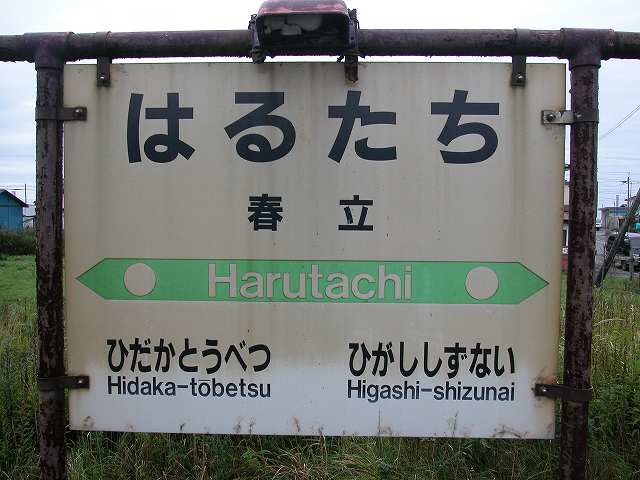 はるたち
春立
Harutachi
ひだかとうべつ ひがししずない
Hidaka-tōbetsu Higashi-shizunai